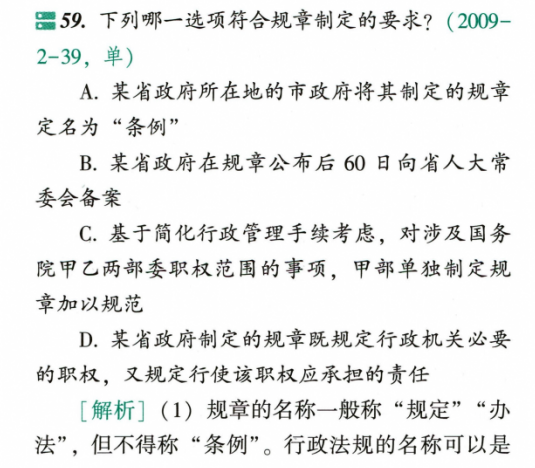 59. 下列哪一选项符合规章制定的要求？（2009-
2-39，单）
A. 某省政府所在地的市政府将其制定的规章
定名为“条例”
B. 某省政府在规章公布后 60 日向省人大常
委会备案
C. 基于简化行政管理手续考虑，对涉及国务
院甲乙两部委职权范围的事项，甲部单独制定规
章加以规范
D. 某省政府制定的规章既规定行政机关必要
的职权，又规定行使该职权应承担的责任
［解析］（1）规章的名称一般称“规定”“办
法”，但不得称“条例”。行政法规的名称可以是